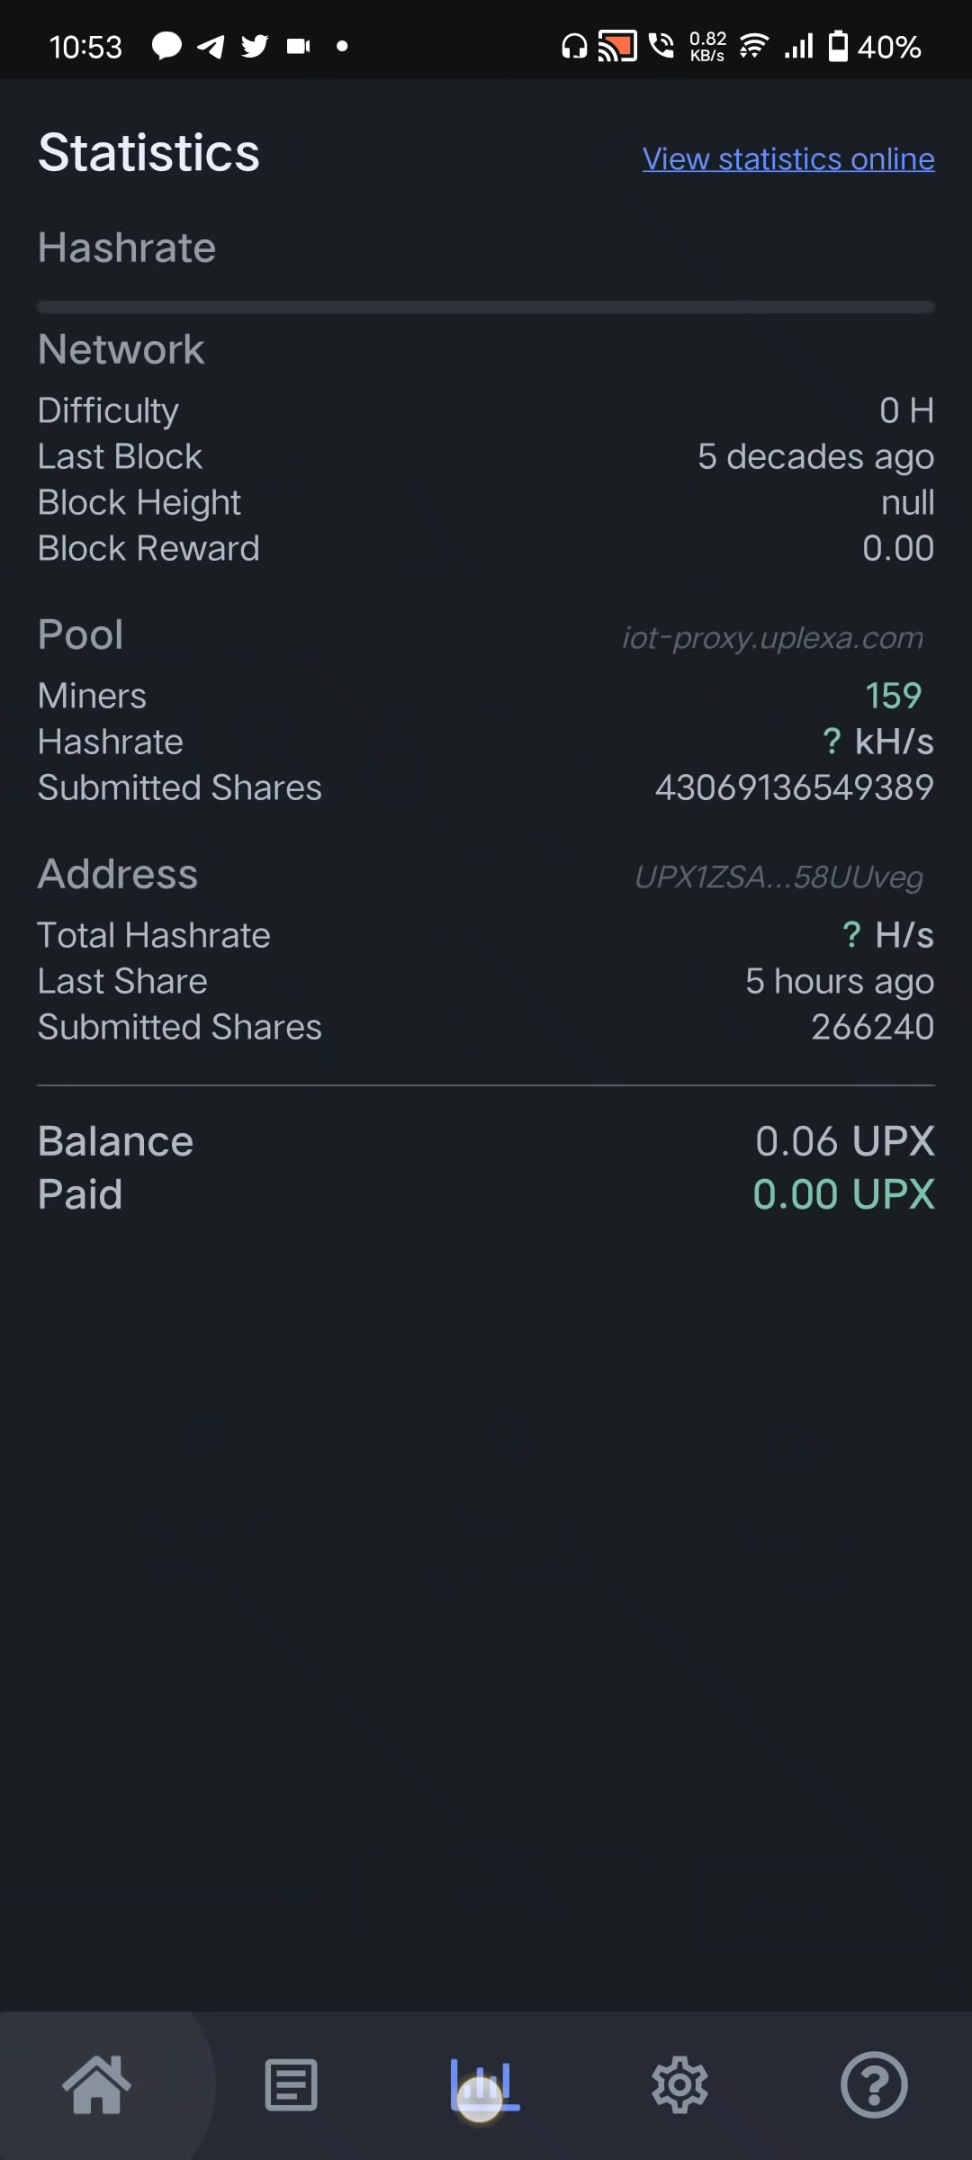 10:53 0.82 KB/s 40%
Statistics View statistics online
Hashrate
Network
Difficulty 0 H
Last Block 5 decades ago
Block Height null
Block Reward 0.00
Pool iot-proxy.uplexa.com
Miners 159
Hashrate ? kH/s
Submitted Shares 43069136549389
Address UPX1ZSA...58UUveg
Total Hashrate ? H/s
Last Share 5 hours ago
Submitted Shares 266240
Balance 0.06 UPX
Paid 0.00 UPX